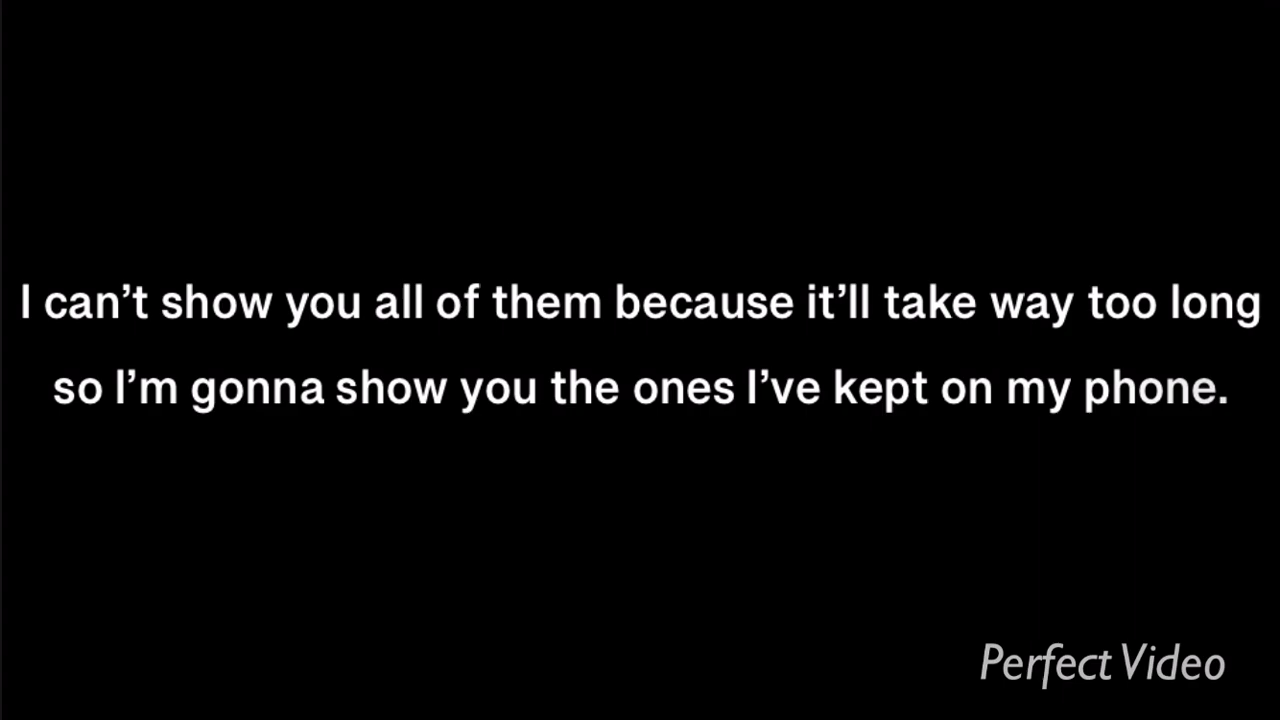 I can’t show you all of them because it’ll take way too long
so I’m gonna show you the ones I’ve kept on my phone.
Perfect Video